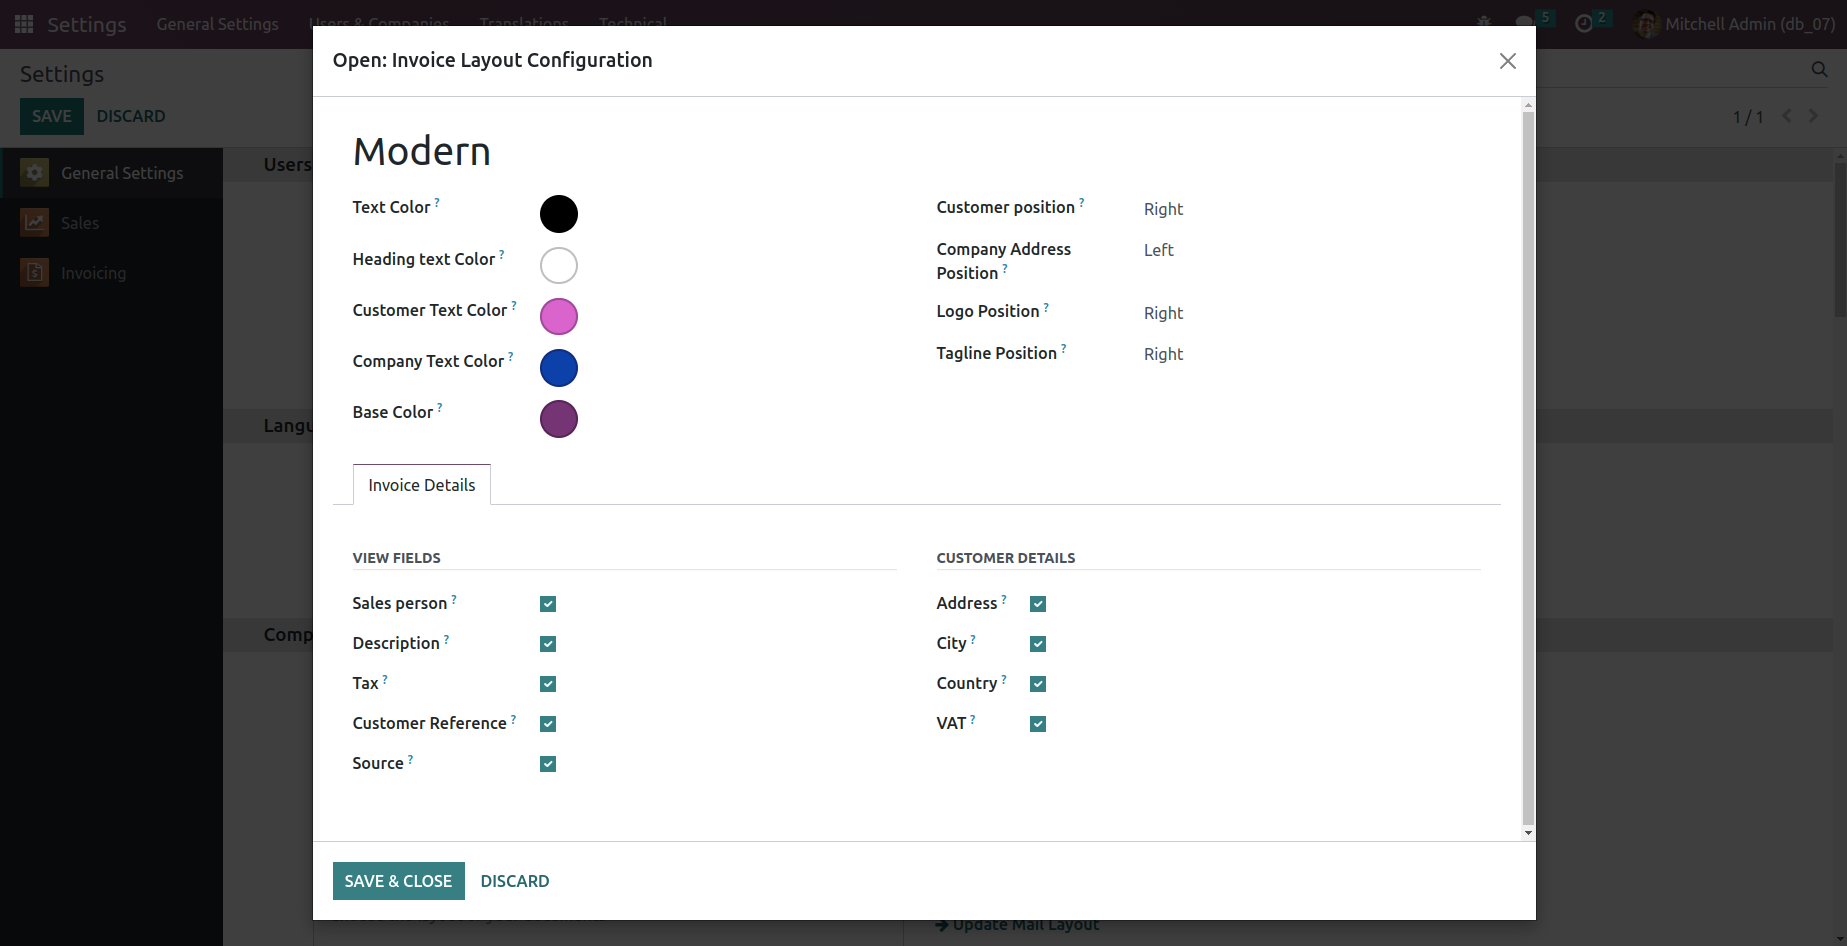 Settings
General Settings
Users & Companies
Translations
Technical
5
2
Mitchell Admin (db_07)
Settings
SAVE
DISCARD
1 / 1
General Settings
Sales
Invoicing
Users
Langu
Comp
Open: Invoice Layout Configuration
Modern
Text Color ?
Heading text Color ?
Customer Text Color ?
Company Text Color ?
Base Color ?
Customer position ?
Right
Company Address
Position ?
Left
Logo Position ?
Right
Tagline Position ?
Right
Invoice Details
VIEW FIELDS
Sales person ?
Description ?
Tax ?
Customer Reference ?
Source ?
CUSTOMER DETAILS
Address ?
City ?
Country ?
VAT ?
SAVE & CLOSE
DISCARD
Update Mail Layout